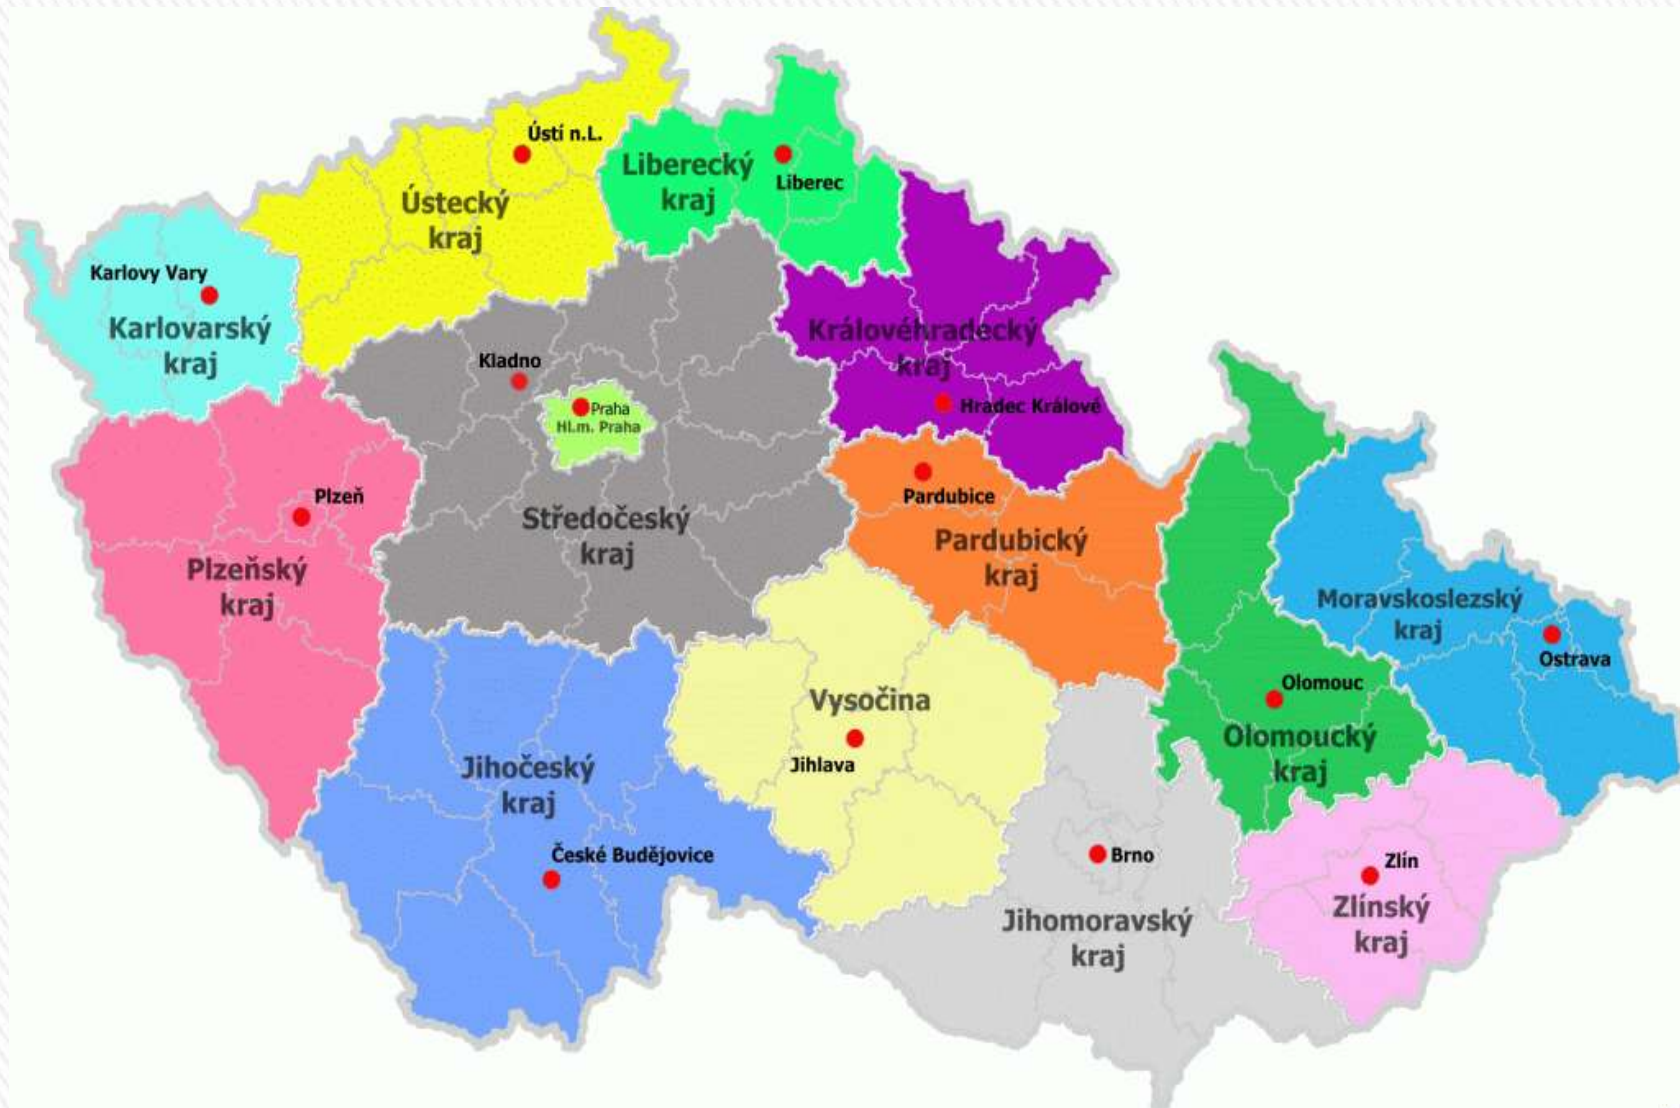 Ústí n.L.
Liberecký
kraj
Liberec
Ústecký
kraj
Karlovy Vary
Karlovarský
kraj
Kladno
Praha
Hl.m. Praha
Královéhradecký
kraj
Hradec Králové
Plzeň
Plzeňský
kraj
Středočeský
kraj
Pardubice
Pardubický
kraj
Moravskoslezský
kraj
Ostrava
Olomouc
Olomoucký
kraj
Vysočina
Jihlava
Jihočeský
kraj
České Budějovice
Brno
Jihomoravský
kraj
Zlín
Zlínský
kraj